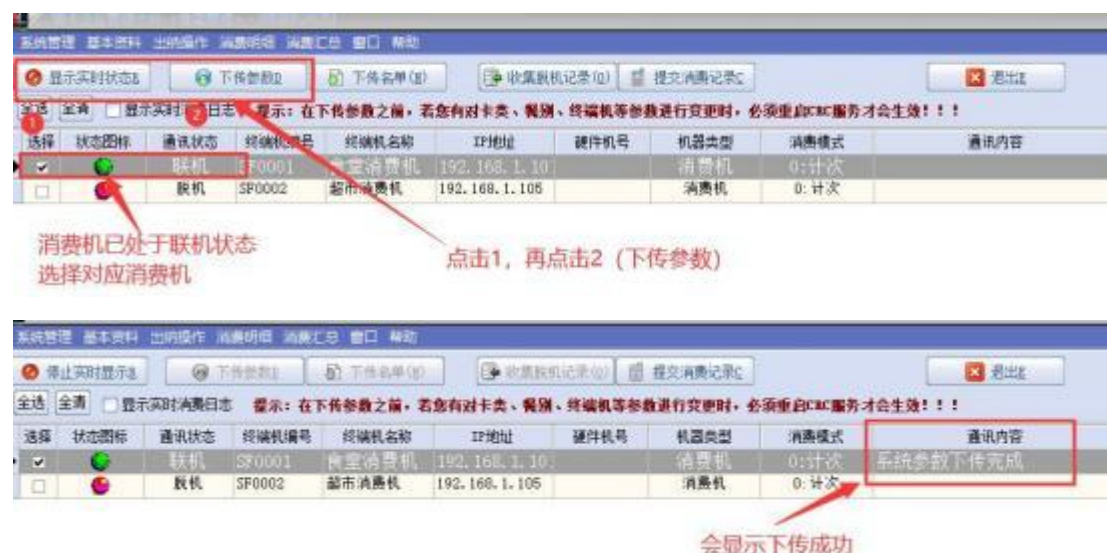 系统管理 基本资料 出纳操作 消费明细 消费汇总 窗口 帮助
显示实时状态 下传参数 下传名单(B) 收集脱机记录(Q) 提交消费记录C 退出E
全选 全清 显示实时 日志 提示：在下传参数之前，若您有对卡类、餐别、终端机等参数进行变更时，必须重启CRC服务才会生效！！！
1 2
选择 状态图标 通讯状态 终端机编号 终端机名称 IP地址 硬件机号 机器类型 消费模式 通讯内容
联机 SF0001 食堂消费机 192.168.1.10 消费机 0:计次
脱机 SF0002 超市消费机 192.168.1.105 消费机 0:计次
消费机已处于联机状态
选择对应消费机
点击1，再点击2（下传参数）
系统管理 基本资料 出纳操作 消费明细 消费汇总 窗口 帮助
停止实时显示 下传参数 下传名单(B) 收集脱机记录(Q) 提交消费记录C 退出E
全选 全清 显示实时消费日志 提示：在下传参数之前，若您有对卡类、餐别、终端机等参数进行变更时，必须重启CRC服务才会生效！！！
选择 状态图标 通讯状态 终端机编号 终端机名称 IP地址 硬件机号 机器类型 消费模式 通讯内容
联机 SF0001 食堂消费机 192.168.1.10 消费机 0:计次 系统参数下传完成
脱机 SF0002 超市消费机 192.168.1.105 消费机 0:计次
会显示下传成功